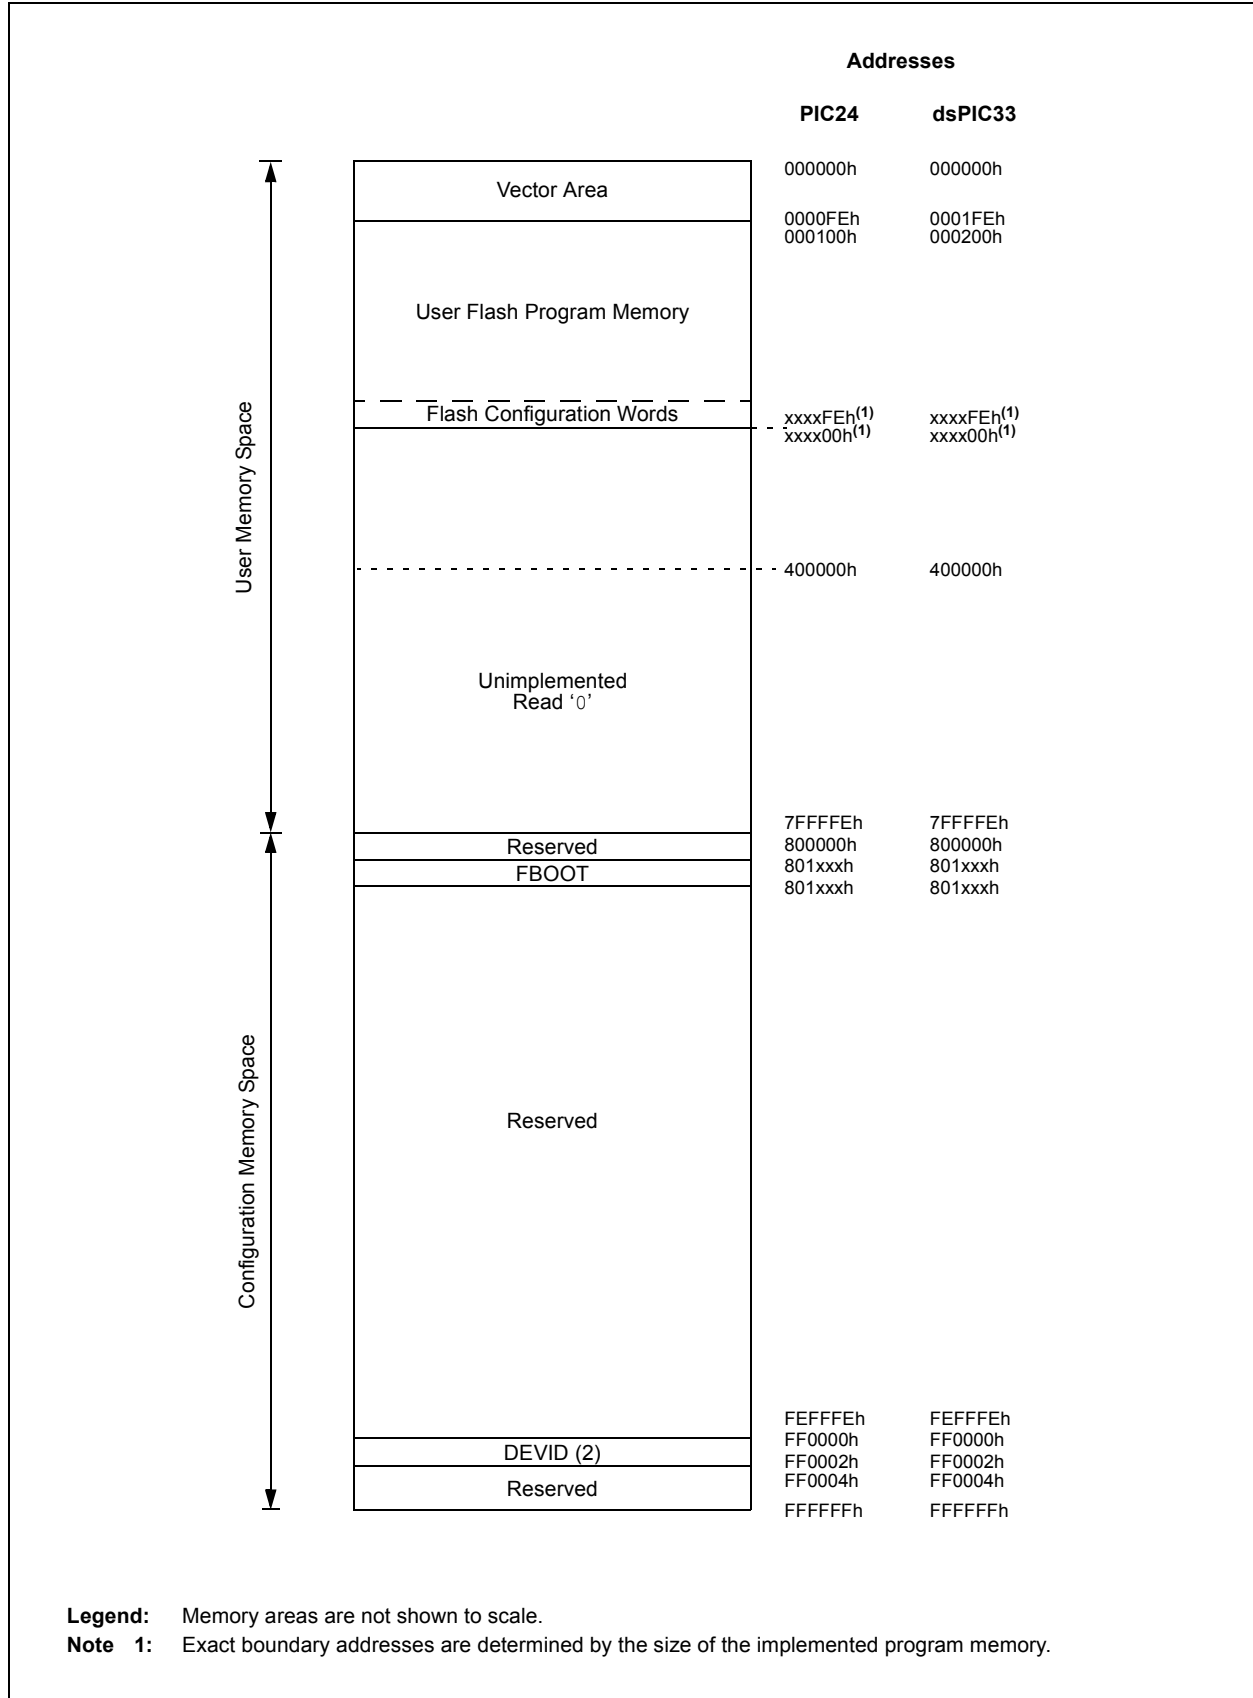 Addresses
PIC24 dsPIC33
000000h 000000h
Vector Area
0000FEh 0001FEh
000100h 000200h
User Flash Program Memory
Flash Configuration Words
xxxxFEh(1) xxxxFEh(1)
xxxx00h(1) xxxx00h(1)
User Memory Space
400000h 400000h
Unimplemented
Read ‘0’
7FFFFEh 7FFFFEh
Reserved 800000h 800000h
FBOOT 801xxxh 801xxxh
801xxxh 801xxxh
Configuration Memory Space
Reserved
FEFFFEh FEFFFEh
FF0000h FF0000h
DEVID (2)
FF0002h FF0002h
FF0004h FF0004h
Reserved
FFFFFFh FFFFFFh
Legend: Memory areas are not shown to scale.
Note 1: Exact boundary addresses are determined by the size of the implemented program memory.